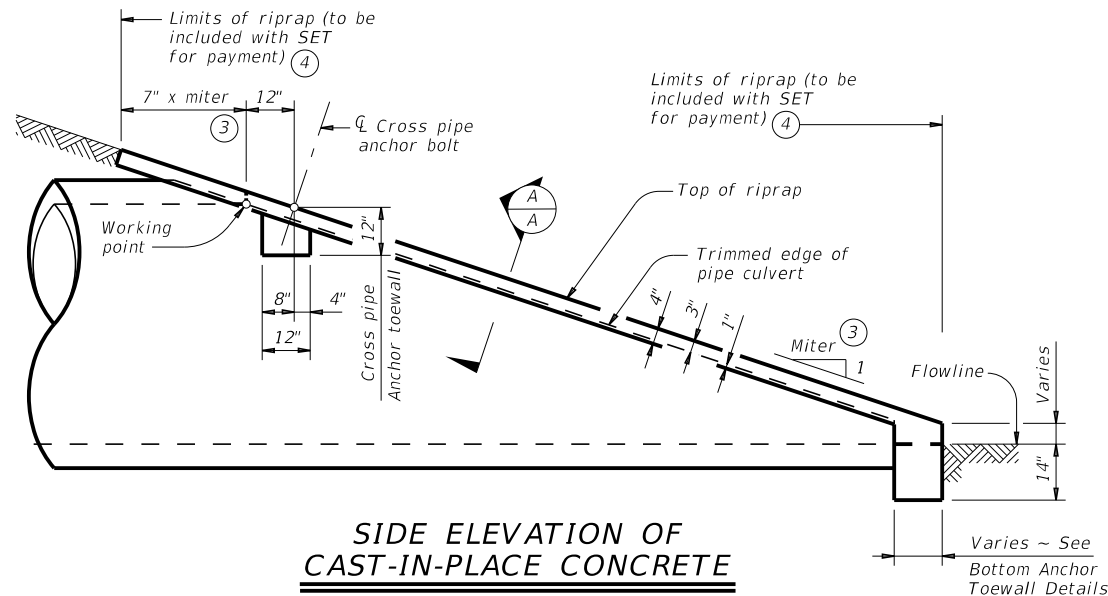 Limits of riprap (to be
included with SET
for payment) 4
7" x miter
12"
3
℄ Cross pipe
anchor bolt
Limits of riprap (to be
included with SET
for payment) 4
A
A
Top of riprap
Working
point
12"
Trimmed edge of
pipe culvert
8"
4"
12"
Cross pipe
Anchor toewall
4"
3"
1"
Miter 3
1
Flowline
Varies
14"
SIDE ELEVATION OF
CAST-IN-PLACE CONCRETE
Varies ~ See
Bottom Anchor
Toewall Details